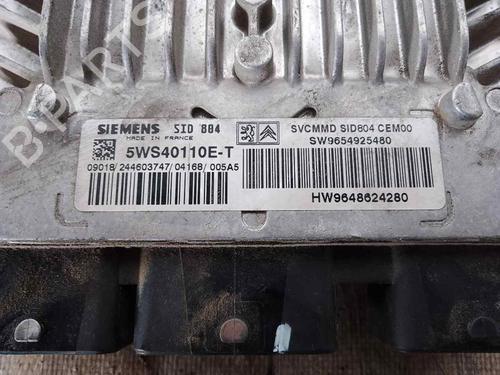 B-PARTS
SIEMENS SID 804
MADE IN FRANCE
5WS40110E-T
09018/244603747/04168/005A5
SVCMMD SID804 CEM00
SW9654925480
HW9648624280